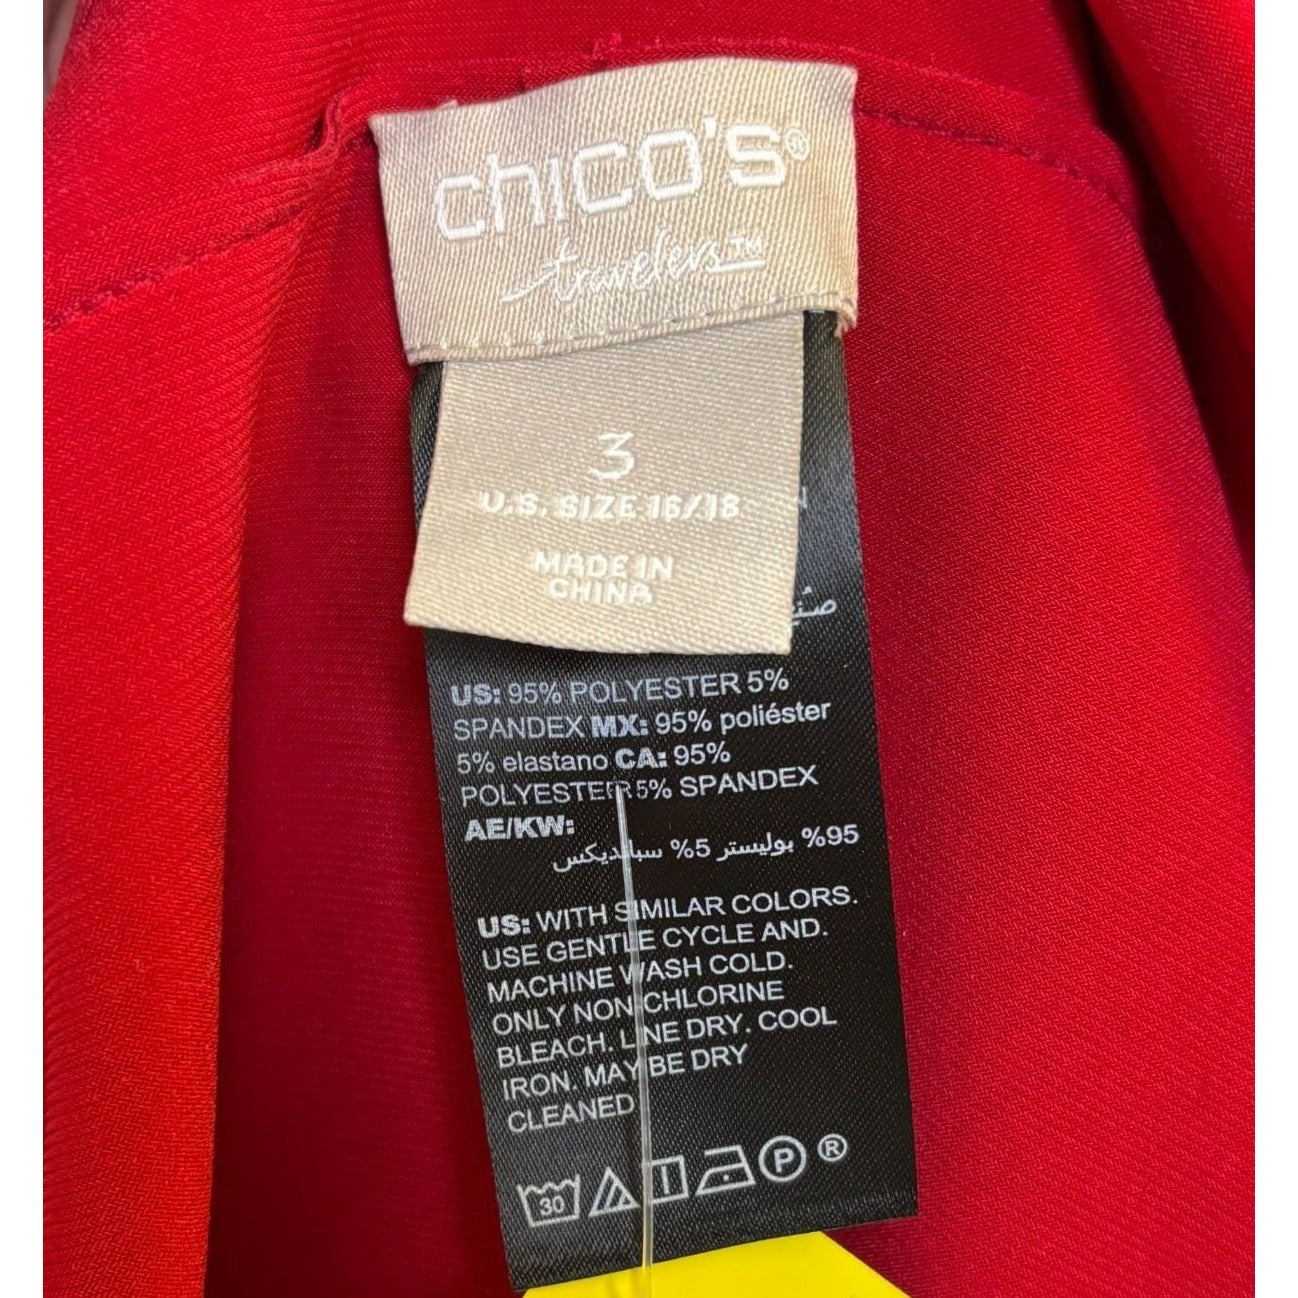 chico's®
travelers™
3
U.S. SIZE 16/18
MADE IN
CHINA
US: 95% POLYESTER 5%
SPANDEX MX: 95% poliéster
5% elastano CA: 95%
POLYESTER 5% SPANDEX
AE/KW:
95% بوليستر 5% سباندیکس
US: WITH SIMILAR COLORS.
USE GENTLE CYCLE AND.
MACHINE WASH COLD.
ONLY NON CHLORINE
BLEACH. LINE DRY. COOL
IRON. MAY BE DRY
CLEANED
30 P ®